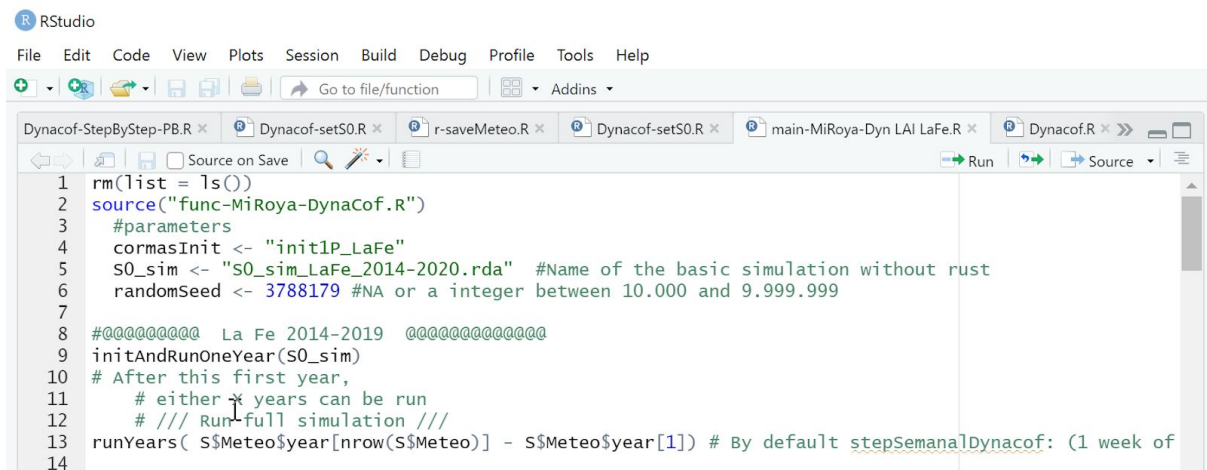 RStudio
File Edit Code View Plots Session Build Debug Profile Tools Help
Go to file/function Addins
Dynacof-StepByStep-PB.R Dynacof-setS0.R r-saveMeteo.R Dynacof-setS0.R main-MiRoya-Dyn LAI LaFe.R Dynacof.R
Source on Save Run Source
1 rm(list = ls())
2 source("func-MiRoya-DynaCof.R")
3 #parameters
4 cormasInit <- "init1P_LaFe"
5 S0_sim <- "S0_sim_LaFe_2014-2020.rda" #Name of the basic simulation without rust
6 randomSeed <- 3788179 #NA or a integer between 10.000 and 9.999.999
7
8 #@@@@@@@@@ La Fe 2014-2019 @@@@@@@@@@@@@
9 initAndRunOneYear(S0_sim)
10 # After this first year,
11 # either x years can be run
12 # /// Run full simulation ///
13 runYears( S$Meteo$year[nrow(S$Meteo)] - S$Meteo$year[1]) # By default stepSemanalDynacof: (1 week of
14